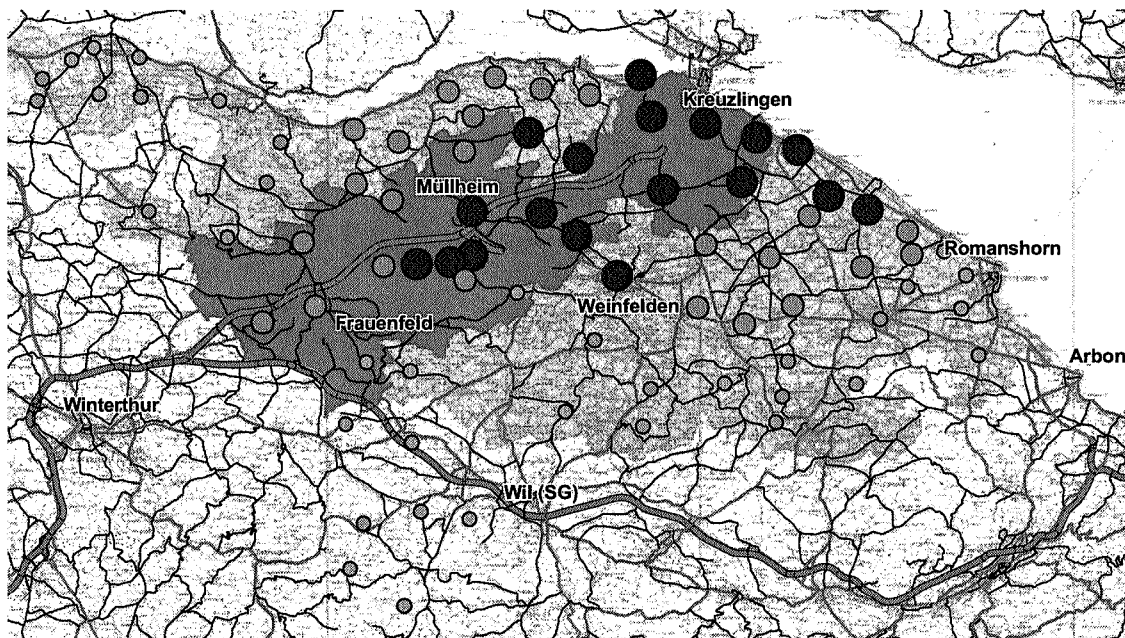 Kreuzlingen
Müllheim
Romanshorn
Weinfelden
Frauenfeld
Arbon
Winterthur
Wil (SG)